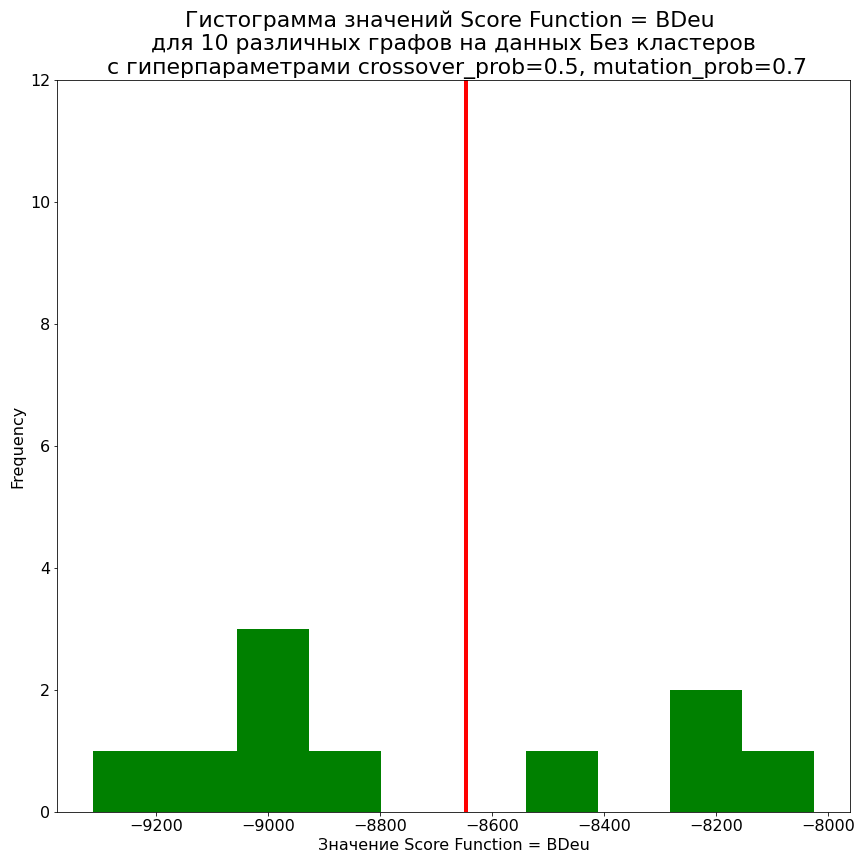 Гистограмма значений Score Function = BDeu
для 10 различных графов на данных Без кластеров
с гиперпараметрами crossover_prob=0.5, mutation_prob=0.7
12
10
8
6
4
2
0
Frequency
−9200 −9000 −8800 −8600 −8400 −8200 −8000
Значение Score Function = BDeu